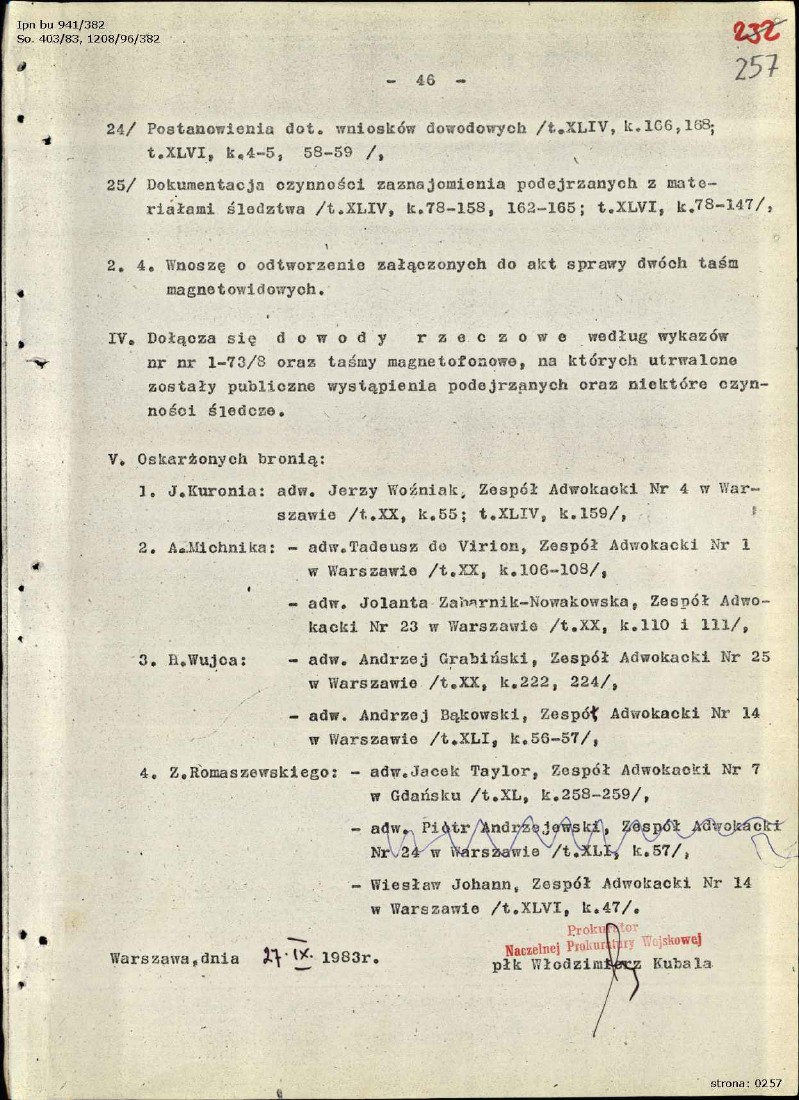 Ipn bu 941/382
So. 403/83, 1208/96/382
232
257
- 46 -
24/ Postanowienia dot. wniosków dowodowych /t.XLIV, k.166,168;
t.XLVI, k.4-5, 58-59 /,
25/ Dokumentacja czynności zaznajomienia podejrzanych z mate-
riałami śledztwa /t.XLIV, k.78-158, 162-165; t.XLVI, k.78-147/,
2. 4. Wnoszę o odtworzenie załączonych do akt sprawy dwóch taśm
magnetowidowych.
IV. Dołącza się d o w o d y r z e c z o w e według wykazów
nr nr 1-73/8 oraz taśmy magnetofonowe, na których utrwalone
zostały publiczne wystąpienia podejrzanych oraz niektóre czyn-
ności śledcze.
V. Oskarżonych bronią:
1. J.Kuronia: adw. Jerzy Woźniak, Zespół Adwokacki Nr 4 w War-
szawie /t.XX, k.55; t.XLIV, k.159/,
2. A.Michnika: - adw.Tadeusz de Virion, Zespół Adwokacki Nr 1
w Warszawie /t.XX, k.106-108/,
- adw. Jolanta Zabarnik-Nowakowska, Zespół Adwo-
kacki Nr 23 w Warszawie /t.XX, k.110 i 111/,
3. H.Wujca: - adw. Andrzej Grabiński, Zespół Adwokacki Nr 25
w Warszawie /t.XX, k.222, 224/,
- adw. Andrzej Bąkowski, Zespół Adwokacki Nr 14
w Warszawie /t.XLI, k.56-57/,
4. Z.Romaszewskiego: - adw.Jacek Taylor, Zespół Adwokacki Nr 7
w Gdańsku /t.XL, k.258-259/,
- adw. Piotr Andrzejewski, Zespół Adwokacki
Nr 24 w Warszawie /t.XLI, k.57/,
- Wiesław Johann, Zespół Adwokacki Nr 14
w Warszawie /t.XLVI, k.47/.
Prokurator
Naczelnej Prokuratury Wojskowej
Warszawa,dnia 27.IX. 1983r.
płk Włodzimierz Kubala
strona: 0257